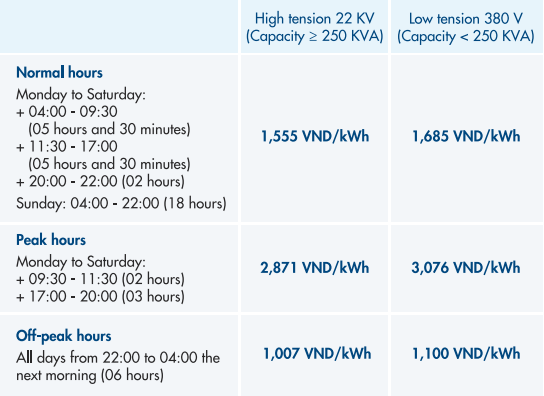 High tension 22 KV
(Capacity ≥ 250 KVA)
Low tension 380 V
(Capacity < 250 KVA)
Normal hours
Monday to Saturday:
+ 04:00 - 09:30
(05 hours and 30 minutes)
+ 11:30 - 17:00
(05 hours and 30 minutes)
+ 20:00 - 22:00 (02 hours)
Sunday: 04:00 - 22:00 (18 hours)
1,555 VND/kWh
1,685 VND/kWh
Peak hours
Monday to Saturday:
+ 09:30 - 11:30 (02 hours)
+ 17:00 - 20:00 (03 hours)
2,871 VND/kWh
3,076 VND/kWh
Off-peak hours
All days from 22:00 to 04:00 the
next morning (06 hours)
1,007 VND/kWh
1,100 VND/kWh